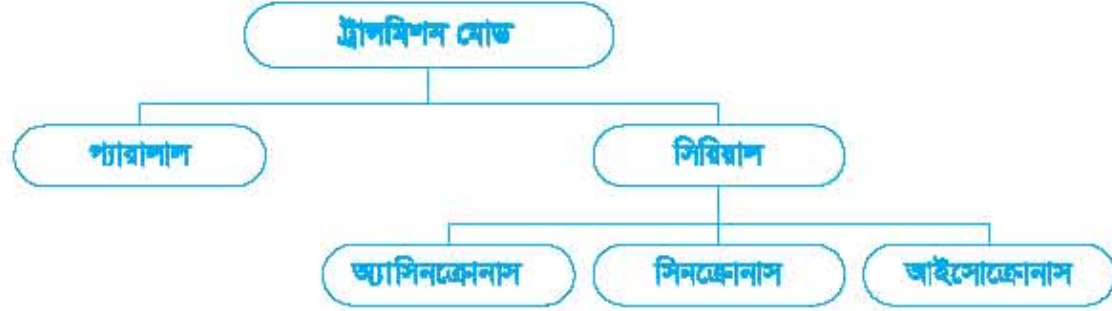 ট্রান্সমিশন মোড
প্যারালাল
সিরিয়াল
অ্যাসিনক্রোনাস
সিনক্রোনাস
আইসোক্রোনাস